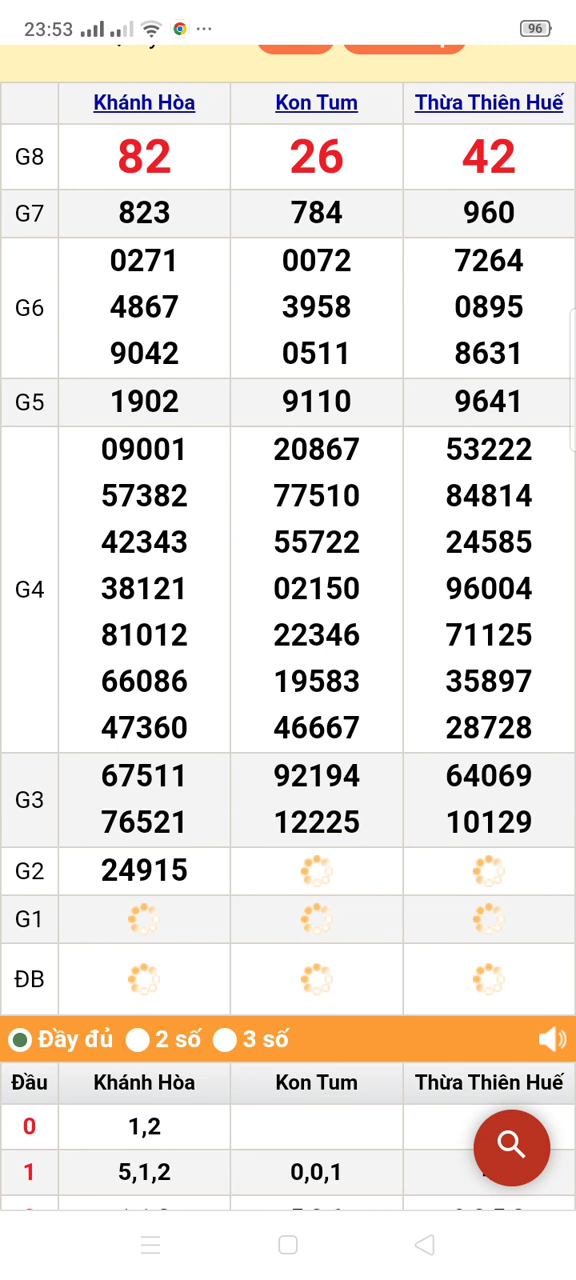 23:53 96
Khánh Hòa Kon Tum Thừa Thiên Huế
G8 82 26 42
G7 823 784 960
0271 0072 7264
G6 4867 3958 0895
9042 0511 8631
G5 1902 9110 9641
09001 20867 53222
57382 77510 84814
42343 55722 24585
G4 38121 02150 96004
81012 22346 71125
66086 19583 35897
47360 46667 28728
G3 67511 92194 64069
76521 12225 10129
G2 24915
G1
ĐB
Đầy đủ 2 số 3 số
Đầu Khánh Hòa Kon Tum Thừa Thiên Huế
0 1,2
1 5,1,2 0,0,1